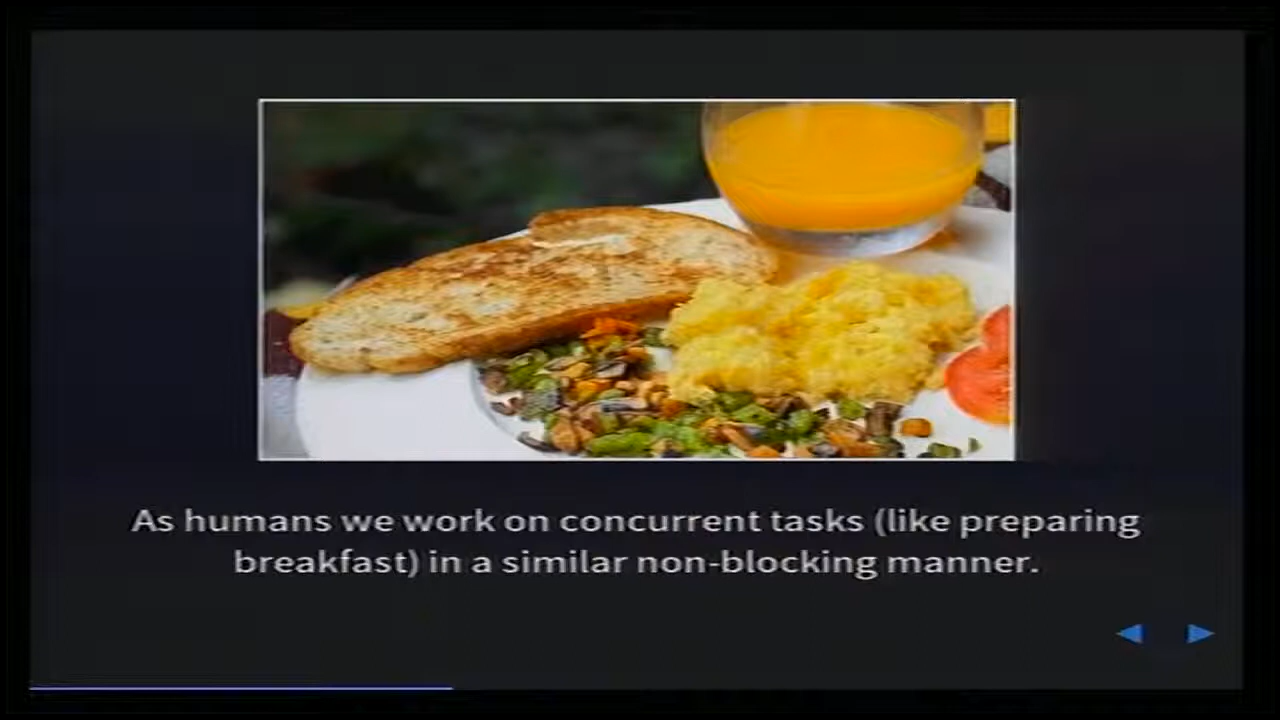 As humans we work on concurrent tasks (like preparing
breakfast) in a similar non-blocking manner.